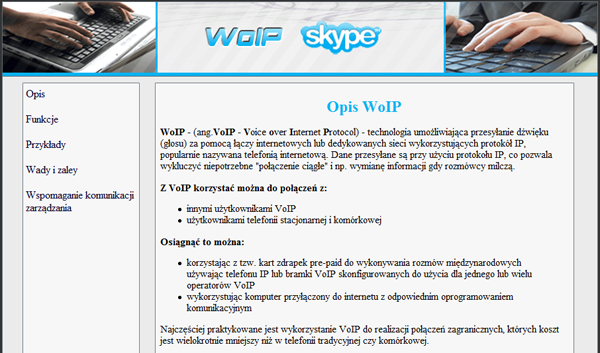 WoIP skype
Opis
Funkcje
Przykłady
Wady i zaley
Wspomaganie komunikacji
zarządzania
Opis WoIP
WoIP - (ang.VoIP - Voice over Internet Protocol) - technologia umożliwiająca przesyłanie dźwięku
(głosu) za pomocą łączy internetowych lub dedykowanych sieci wykorzystujących protokół IP,
popularnie nazywana telefonią internetową. Dane przesyłane są przy użyciu protokołu IP, co pozwala
wykluczyć niepotrzebne "połączenie ciągłe" i np. wymianę informacji gdy rozmówcy milczą.
Z VoIP korzystać można do połączeń z:
• innymi użytkownikami VoIP
• użytkownikami telefonii stacjonarnej i komórkowej
Osiągnąć to można:
• korzystając z tzw. kart zdrapek pre-paid do wykonywania rozmów międzynarodowych
używając telefonu IP lub bramki VoIP skonfigurowanych do użycia dla jednego lub wielu
operatorów VoIP
• wykorzystując komputer przyłączony do internetu z odpowiednim oprogramowaniem
komunikacyjnym
Najczęściej praktykowane jest wykorzystanie VoIP do realizacji połączeń zagranicznych, których koszt
jest wielokrotnie mniejszy niż w telefonii tradycyjnej czy komórkowej.